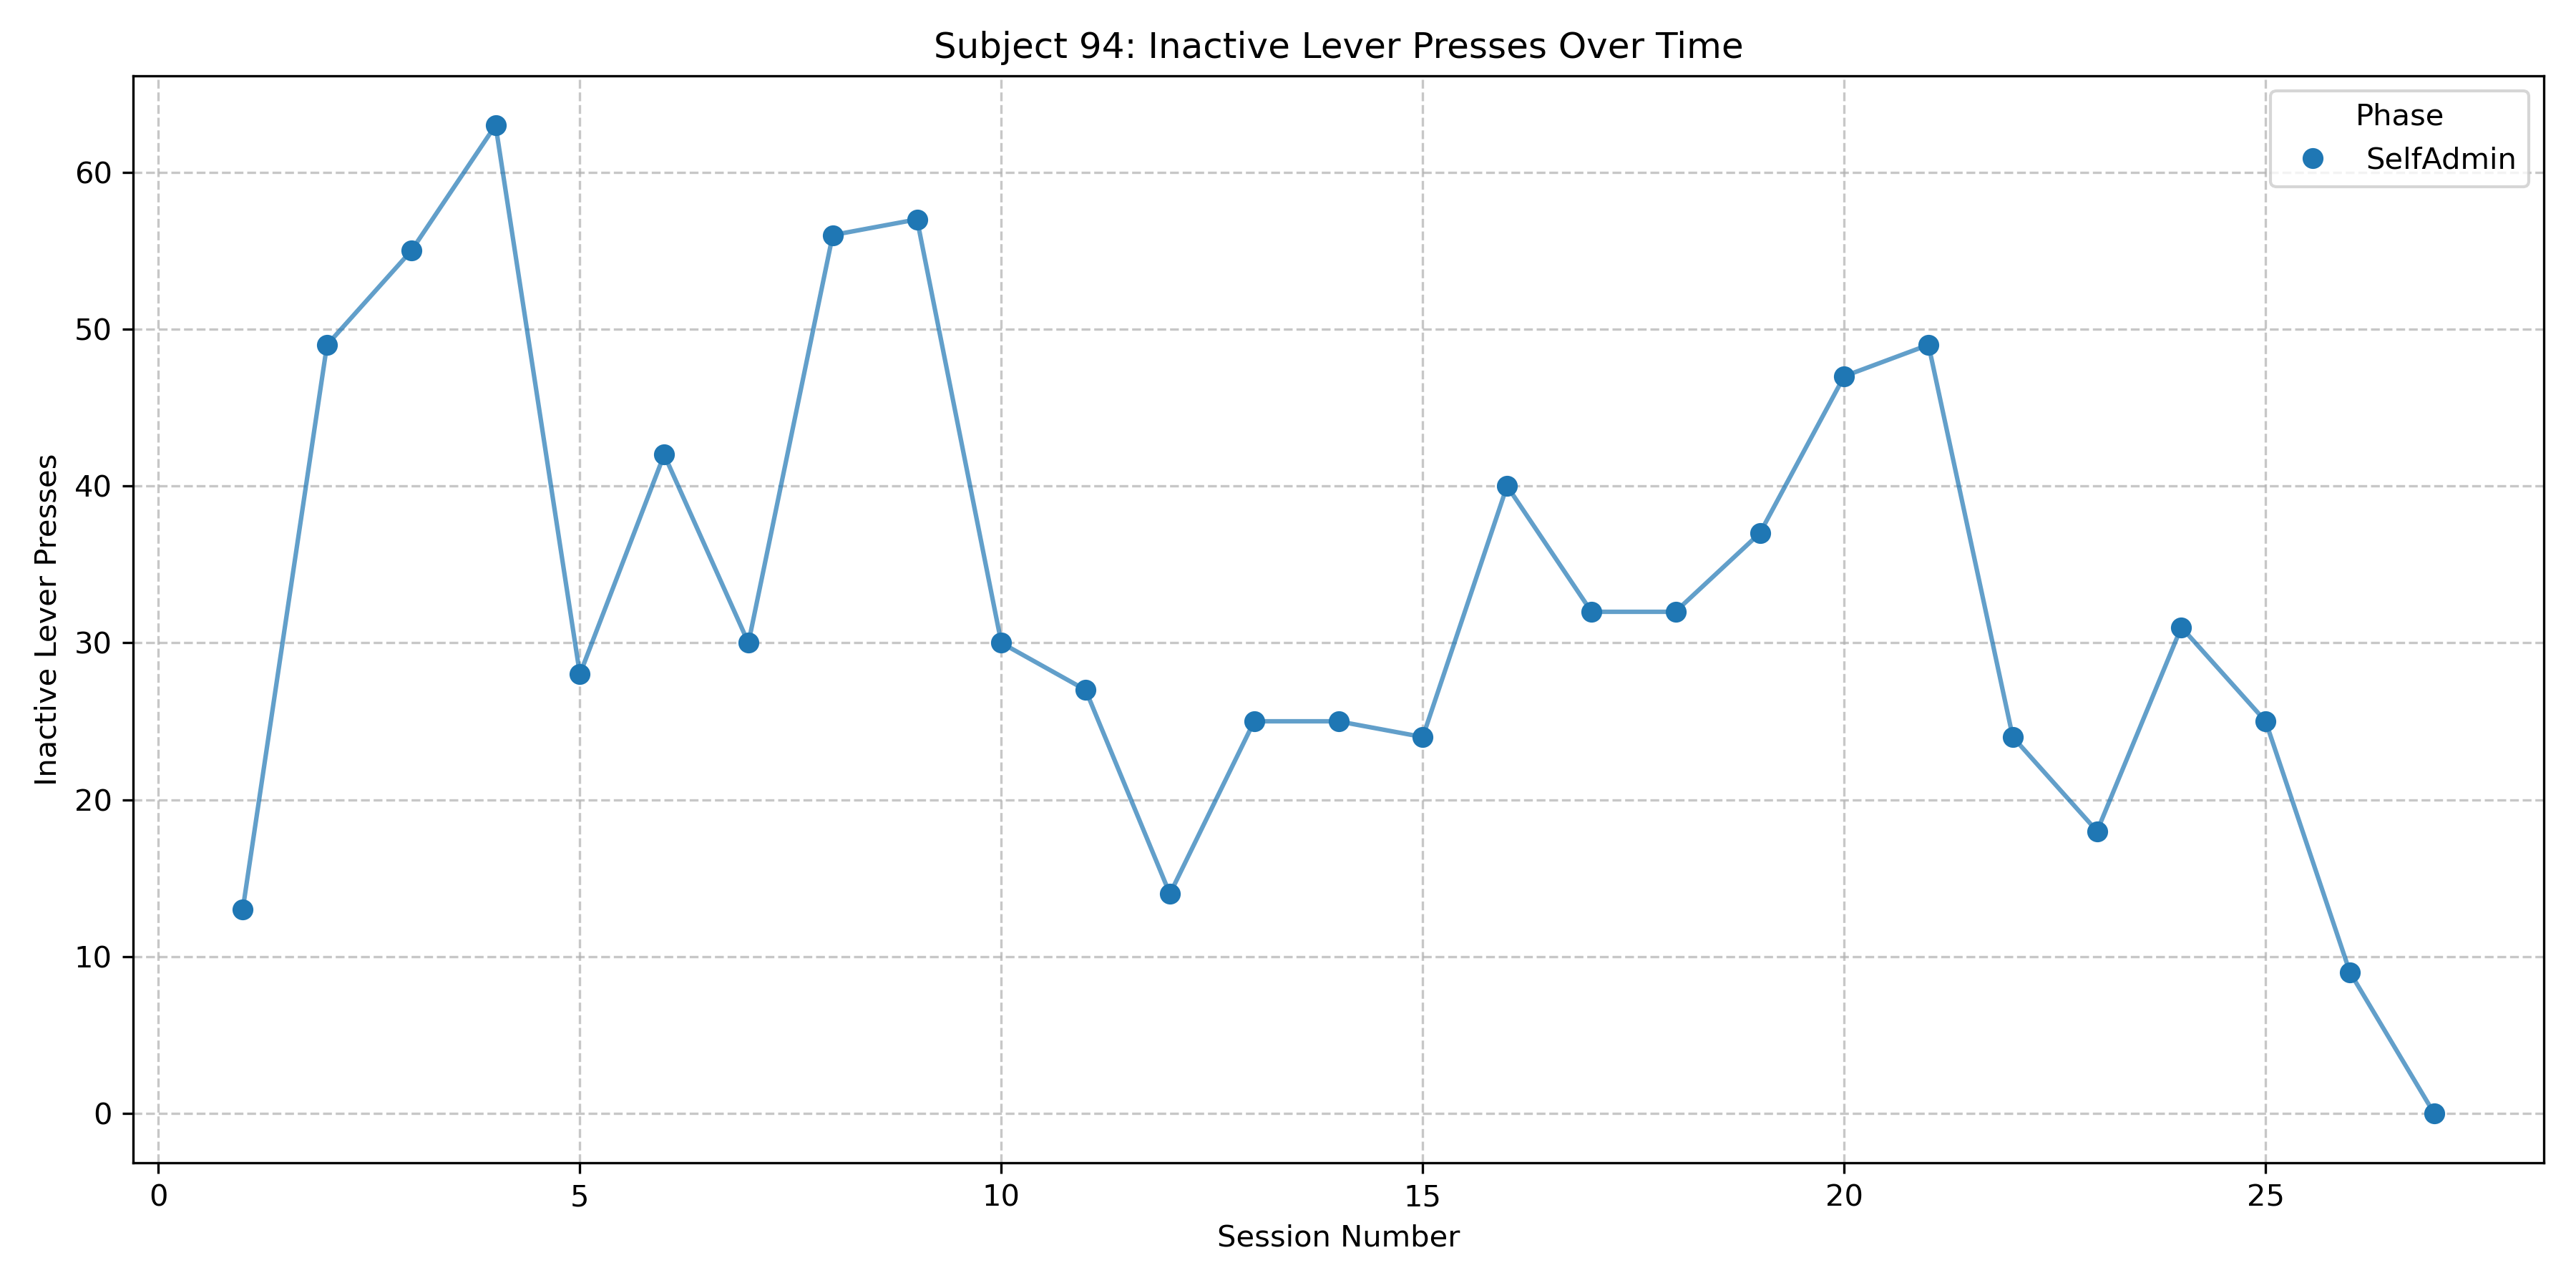 Subject 94: Inactive Lever Presses Over Time
Phase
SelfAdmin
Inactive Lever Presses
60
50
40
30
20
10
0
0 5 10 15 20 25
Session Number